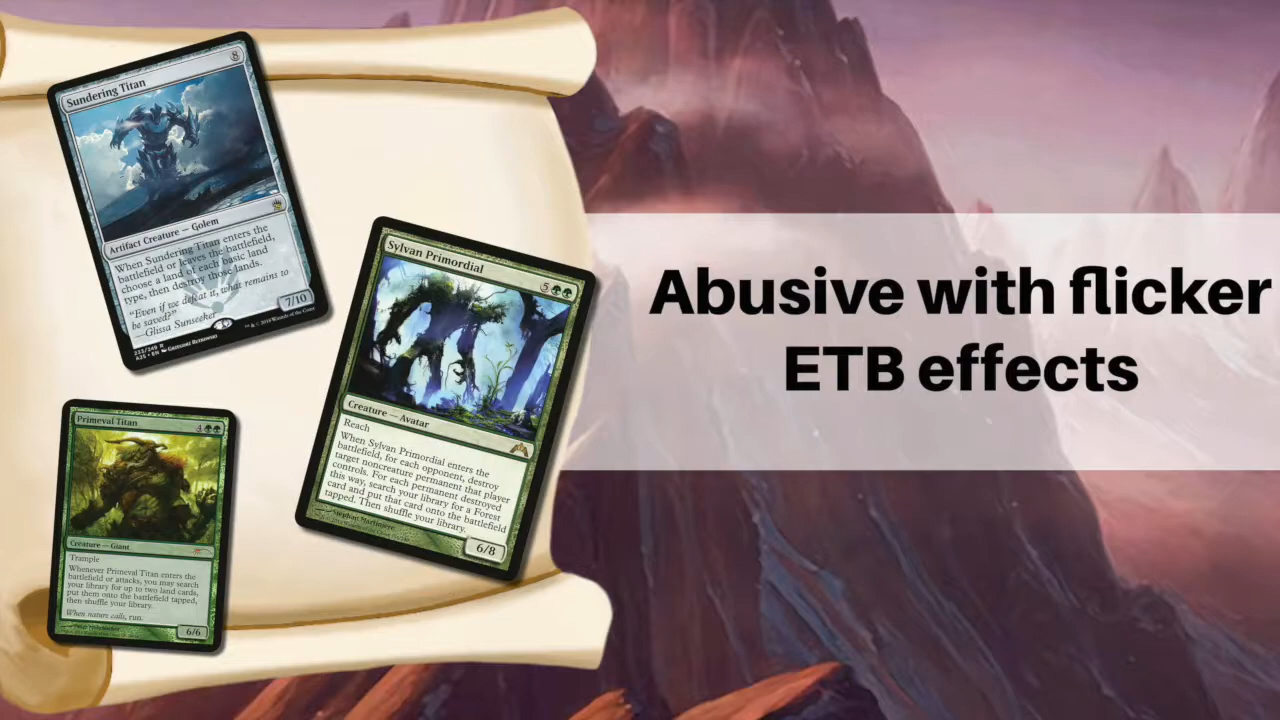 Sundering Titan
8
Artifact Creature — Golem
When Sundering Titan enters the
battlefield or leaves the battlefield,
choose a land of each basic land
type, then destroy those lands.
"Even if we defeat it, what remains to
be saved?"
—Glissa Sunseeker
7/10
Sylvan Primordial
5
Creature — Avatar
Reach
When Sylvan Primordial enters the
battlefield, for each opponent, destroy
target noncreature permanent that player
controls. For each permanent destroyed
this way, search your library for a Forest
card and put that card onto the battlefield
tapped. Then shuffle your library.
6/8
Primeval Titan
4
Creature — Giant
Trample
Whenever Primeval Titan enters the
battlefield or attacks, you may search
your library for up to two land cards,
put them onto the battlefield tapped,
then shuffle your library.
When nature calls, run.
6/6
Abusive with flicker
ETB effects